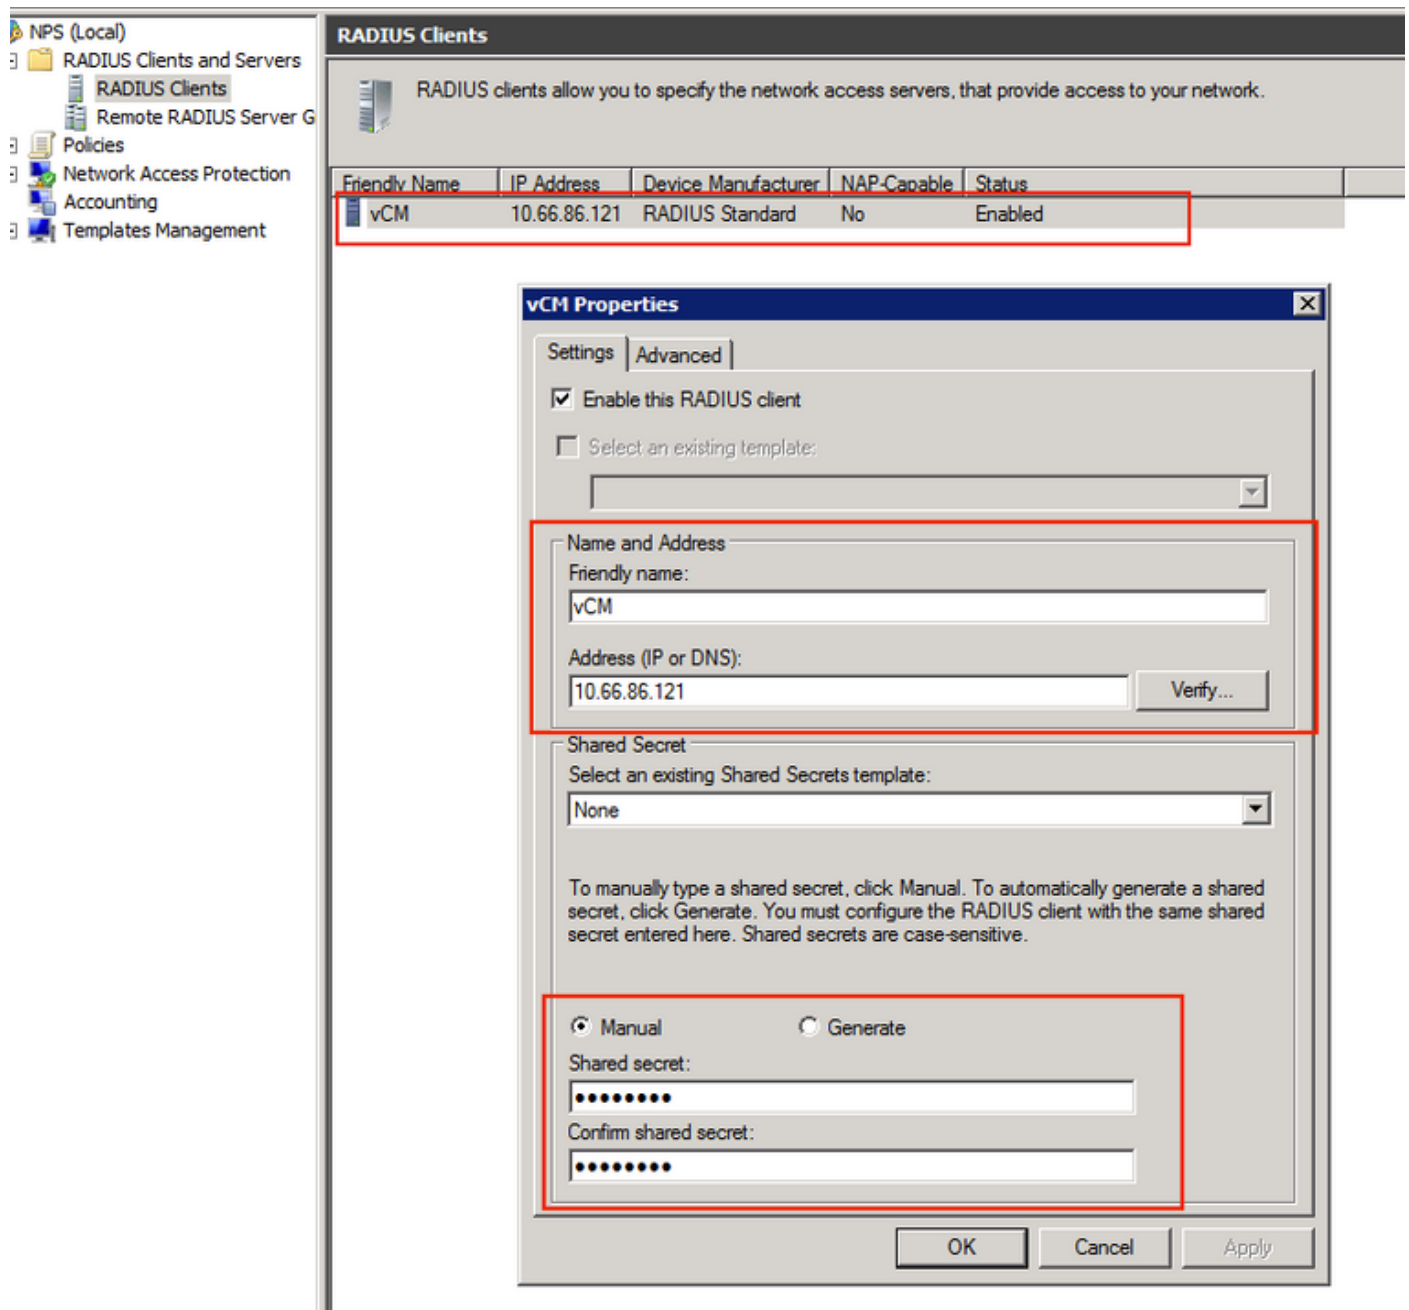 NPS (Local)
RADIUS Clients and Servers
RADIUS Clients
Remote RADIUS Server G
Policies
Network Access Protection
Accounting
Templates Management
RADIUS Clients
RADIUS clients allow you to specify the network access servers, that provide access to your network.
Friendly Name IP Address Device Manufacturer NAP-Capable Status
vCM 10.66.86.121 RADIUS Standard No Enabled
vCM Properties
Settings Advanced
Enable this RADIUS client
Select an existing template:
Name and Address
Friendly name:
vCM
Address (IP or DNS):
10.66.86.121 Verify...
Shared Secret
Select an existing Shared Secrets template:
None
To manually type a shared secret, click Manual. To automatically generate a shared
secret, click Generate. You must configure the RADIUS client with the same shared
secret entered here. Shared secrets are case-sensitive.
Manual Generate
Shared secret:
••••••••
Confirm shared secret:
••••••••
OK Cancel Apply